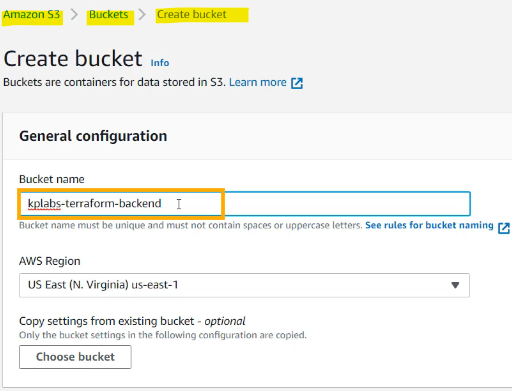 Amazon S3 > Buckets > Create bucket
Create bucket Info
Buckets are containers for data stored in S3. Learn more
General configuration
Bucket name
kplabs-terraform-backend
Bucket name must be unique and must not contain spaces or uppercase letters. See rules for bucket naming
AWS Region
US East (N. Virginia) us-east-1
Copy settings from existing bucket - optional
Only the bucket settings in the following configuration are copied.
Choose bucket